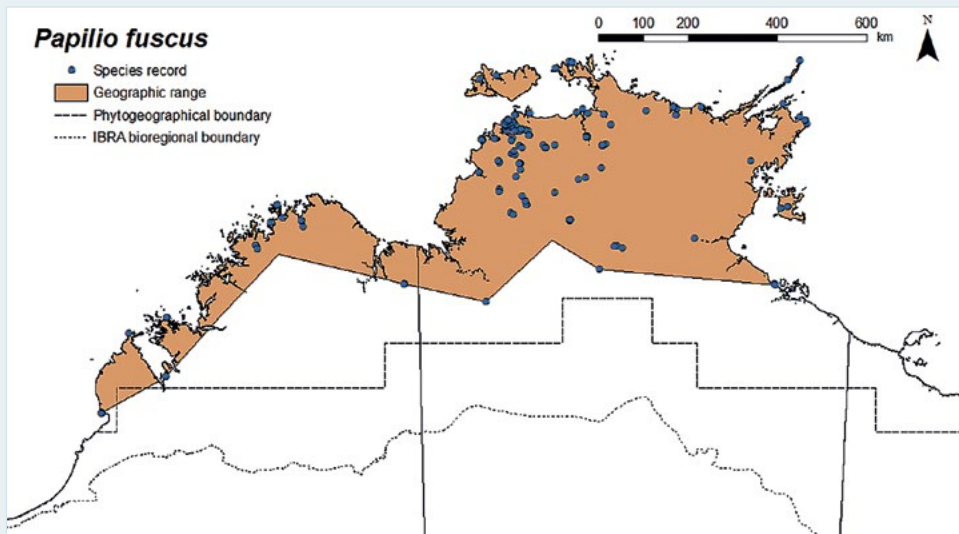 Papilio fuscus
Species record
Geographic range
Phytogeographical boundary
IBRA bioregional boundary
0 100 200 400 600
km
N